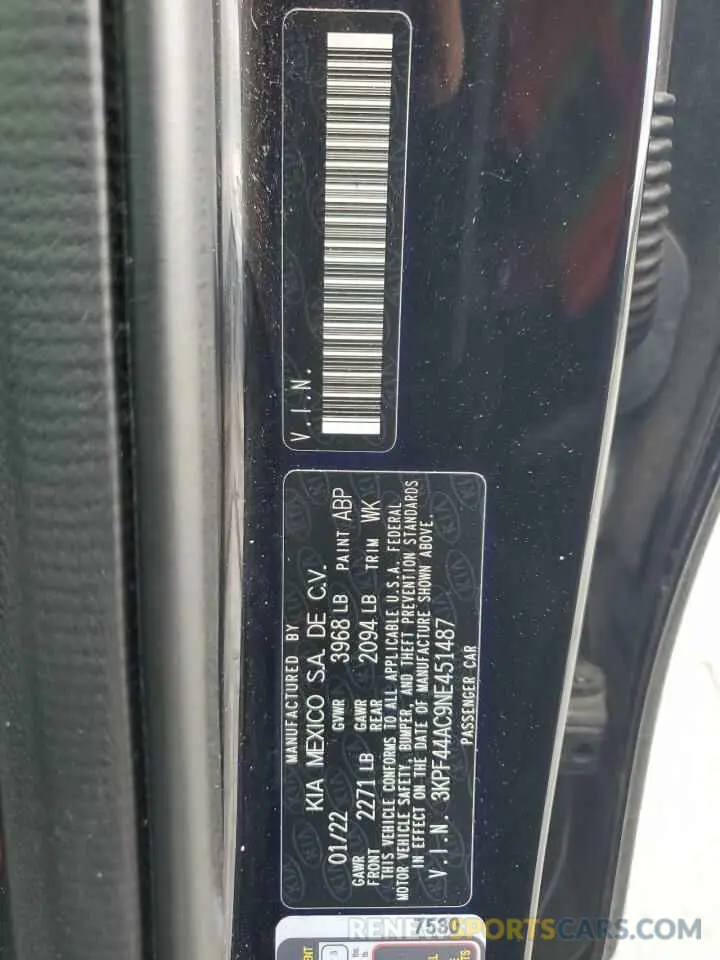 V.I.N.
MANUFACTURED BY
KIA MEXICO S.A. DE C.V.
01/22 GVWR 3968 LB PAINT ABP
GAWR FRONT 2271 LB GAWR REAR 2094 LB TRIM WK
THIS VEHICLE CONFORMS TO ALL APPLICABLE U.S.A. FEDERAL
MOTOR VEHICLE SAFETY, BUMPER, AND THEFT PREVENTION STANDARDS
IN EFFECT ON THE DATE OF MANUFACTURE SHOWN ABOVE.
V.I.N. 3KPF44AC9NE451487
PASSENGER CAR
7530
RENEWSPORTSCARS.COM